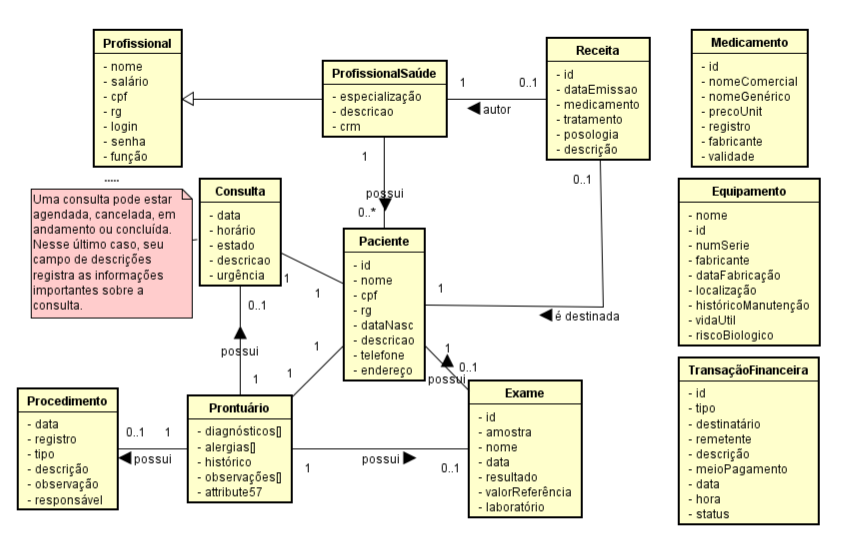 Profissional
- nome
- salário
- cpf
- rg
- login
- senha
- função
.....
ProfissionalSaúde
- especialização
- descricao
- crm
1
0..1
autor
Receita
- id
- dataEmissao
- medicamento
- tratamento
- posologia
- descrição
Medicamento
- id
- nomeComercial
- nomeGenérico
- precoUnit
- registro
- fabricante
- validade
1
possui
0..*
0..1
Uma consulta pode estar
agendada, cancelada, em
andamento ou concluída.
Nesse último caso, seu
campo de descrições
registra as informações
importantes sobre a
consulta.
Consulta
- data
- horário
- estado
- descricao
- urgência
1
1
0..1
possui
1
Paciente
- id
- nome
- cpf
- rg
- dataNasc
- descricao
- telefone
- endereço
1
é destinada
Equipamento
- nome
- id
- numSerie
- fabricante
- dataFabricação
- localização
- históricoManutenção
- vidaUtil
- riscoBiologico
1
1
1
0..1
possui
Procedimento
- data
- registro
- tipo
- descrição
- observação
- responsável
0..1
1
possui
Prontuário
- diagnósticos[]
- alergias[]
- histórico
- observações[]
- attribute57
1
possui
0..1
Exame
- id
- amostra
- nome
- data
- resultado
- valorReferência
- laboratório
TransaçãoFinanceira
- id
- tipo
- destinatário
- remetente
- descrição
- meioPagamento
- data
- hora
- status